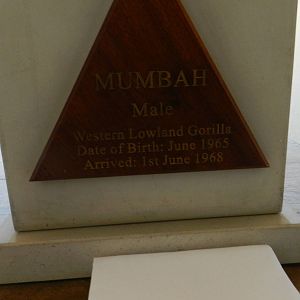 MUMBAH
Male
Western Lowland Gorilla
Date of Birth: June 1965
Arrived: 1st June 1968